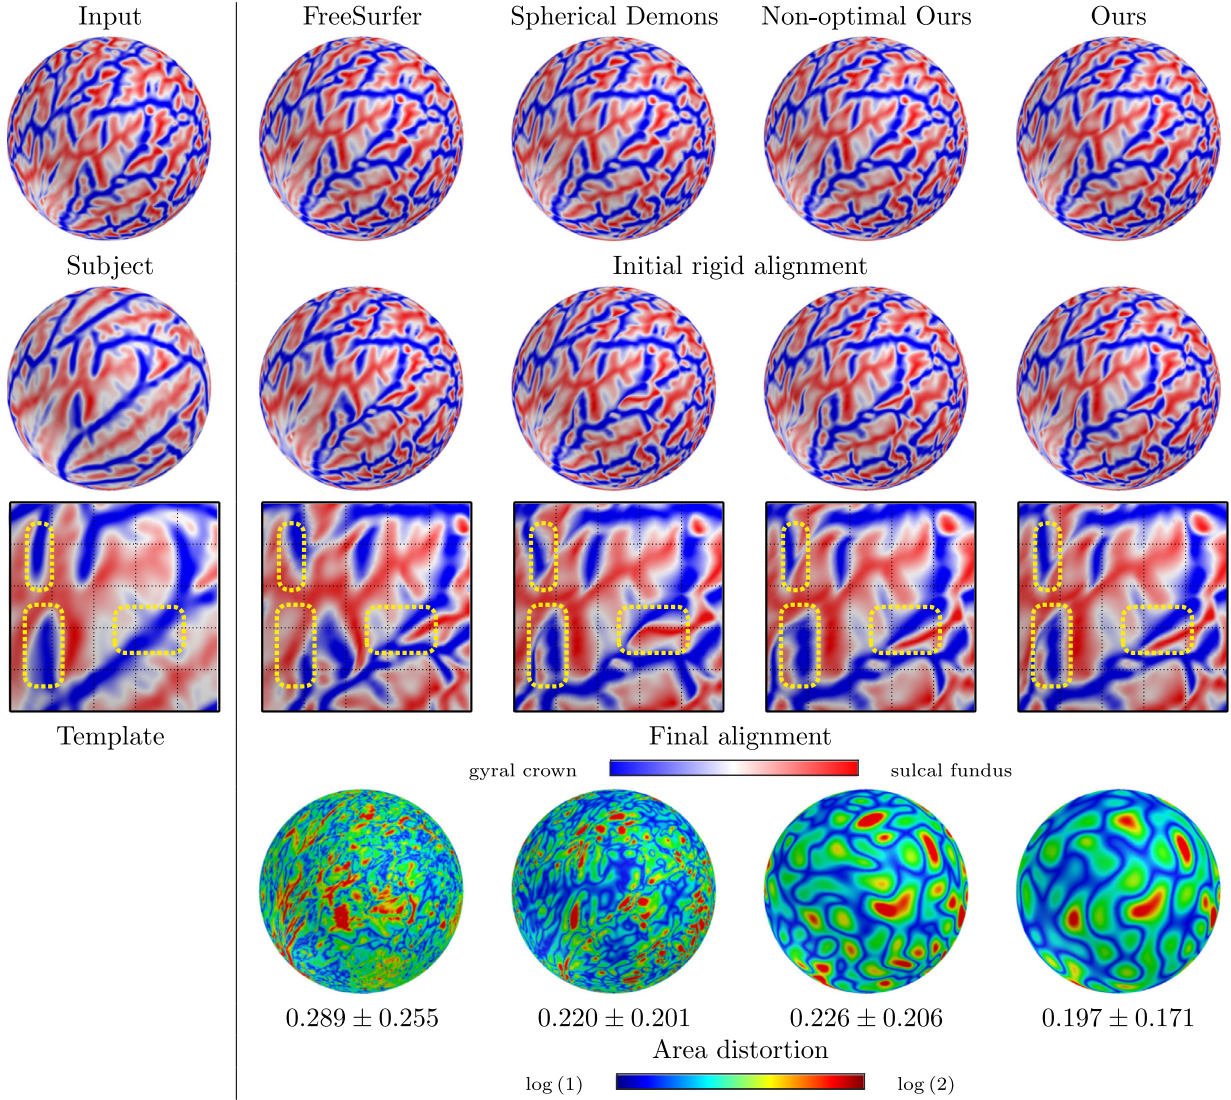 Input
FreeSurfer
Spherical Demons
Non-optimal Ours
Ours
Subject
Initial rigid alignment
Template
Final alignment
gyral crown
sulcal fundus
0.289 ± 0.255
0.220 ± 0.201
0.226 ± 0.206
0.197 ± 0.171
Area distortion
log (1)
log (2)